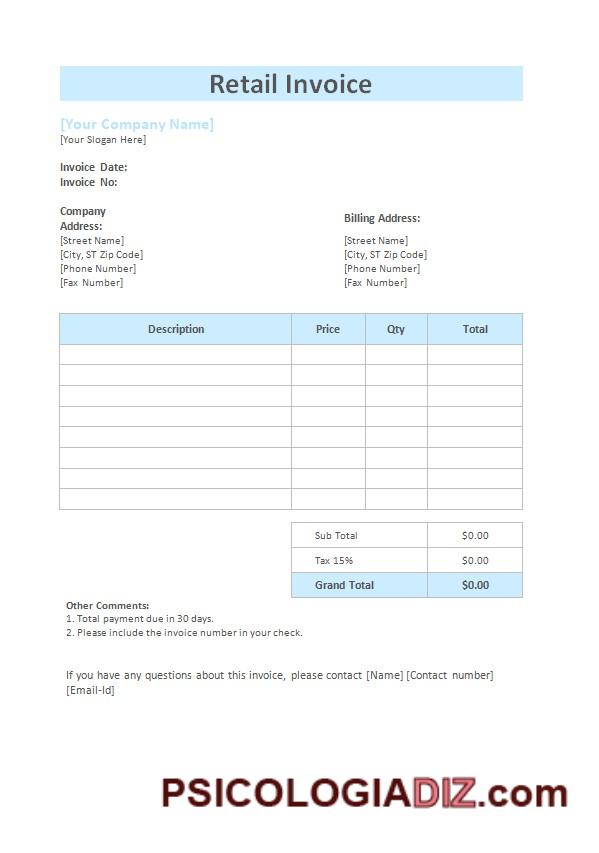 Retail Invoice
[Your Company Name]
[Your Slogan Here]
Invoice Date:
Invoice No:
Company
Address:
[Street Name]
[City, ST Zip Code]
[Phone Number]
[Fax Number]
Billing Address:
[Street Name]
[City, ST Zip Code]
[Phone Number]
[Fax Number]
Description Price Qty Total
Sub Total $0.00
Tax 15% $0.00
Grand Total $0.00
Other Comments:
1. Total payment due in 30 days.
2. Please include the invoice number in your check.
If you have any questions about this invoice, please contact [Name] [Contact number]
[Email-Id]
PSICOLOGIADIZ.com